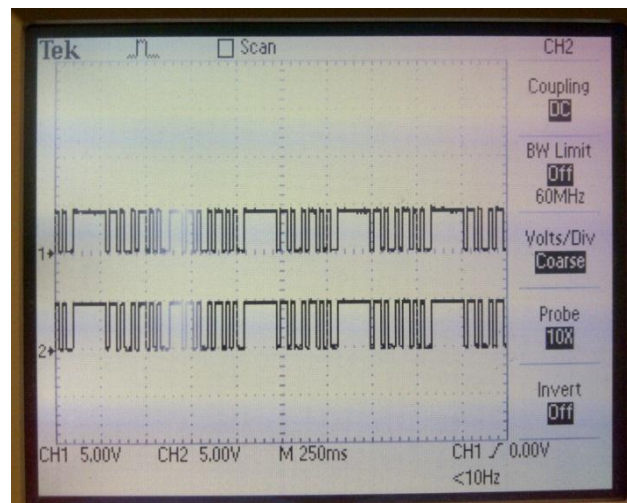 Tek Scan CH2
Coupling
DC
BW Limit
Off
60MHz
Volts/Div
Coarse
1
Probe
10X
2
Invert
Off
CH1 5.00V CH2 5.00V M 250ms CH1 0.00V
<10Hz